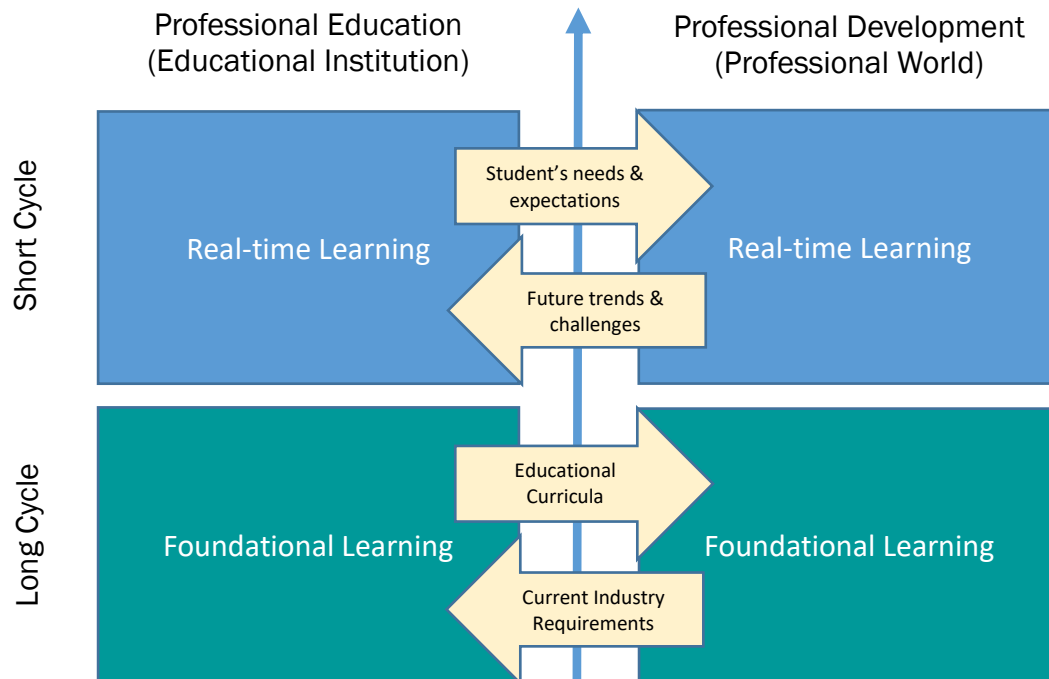 Professional Education
(Educational Institution)
Professional Development
(Professional World)
Short Cycle
Real-time Learning
Student’s needs &
expectations
Future trends &
challenges
Real-time Learning
Long Cycle
Foundational Learning
Educational
Curricula
Current Industry
Requirements
Foundational Learning